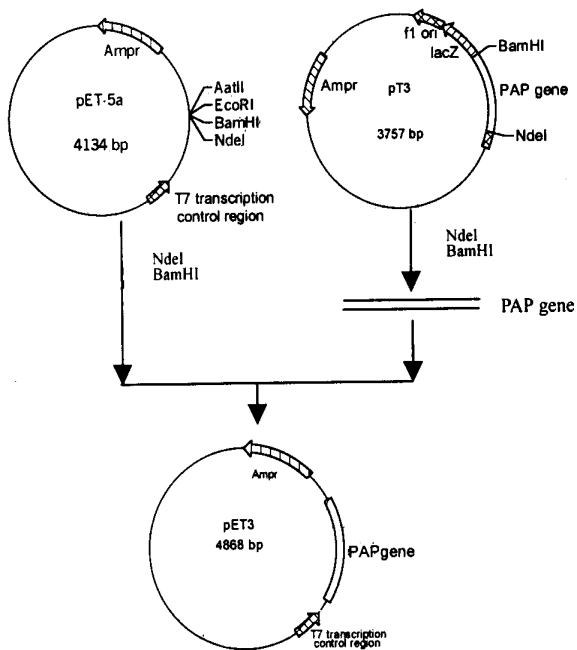 Ampr
pET-5a
4134 bp
AatII
EcoRI
BamHI
NdeI
T7 transcription
control region
f1 ori
lacZ
BamHI
Ampr
pT3
PAP gene
3757 bp
NdeI
NdeI
BamHI
NdeI
BamHI
PAP gene
Ampr
pET3
4868 bp
PAPgene
T7 transcription
control region